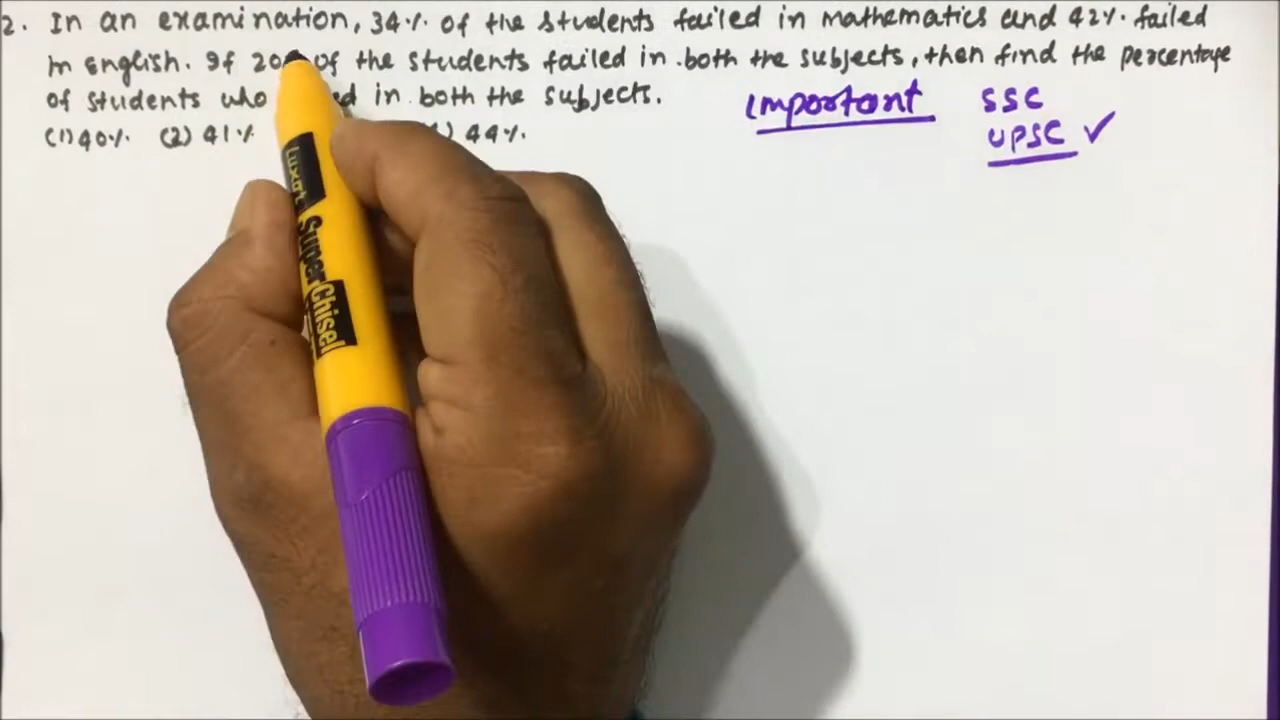 2. In an examination, 34%. of the students failed in mathematics and 42%. failed
in English. If 20 of the students failed in both the subjects, then find the percentage
of students who in both the subjects.
(1) 40%. (2) 41% 44%.
Important SSC
UPSC ✓
Luxor
SuperChisel